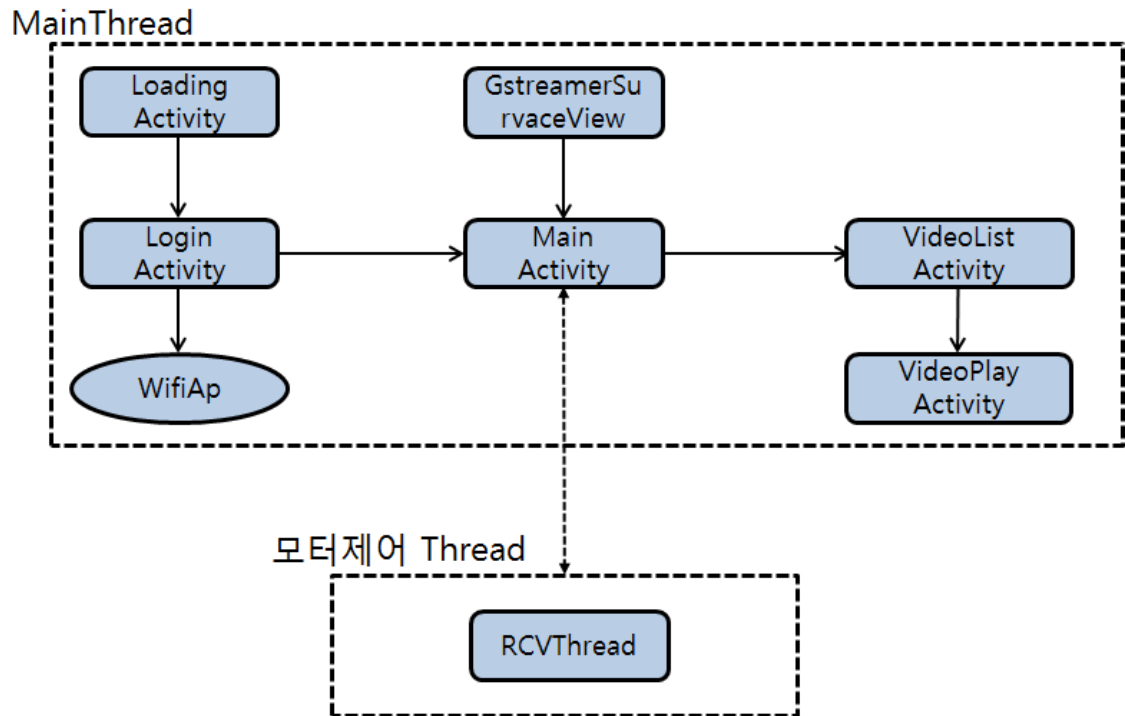 MainThread
Loading
Activity
GstreamerSu
rvaceView
Login
Activity
Main
Activity
VideoList
Activity
WifiAp
VideoPlay
Activity
모터제어 Thread
RCVThread